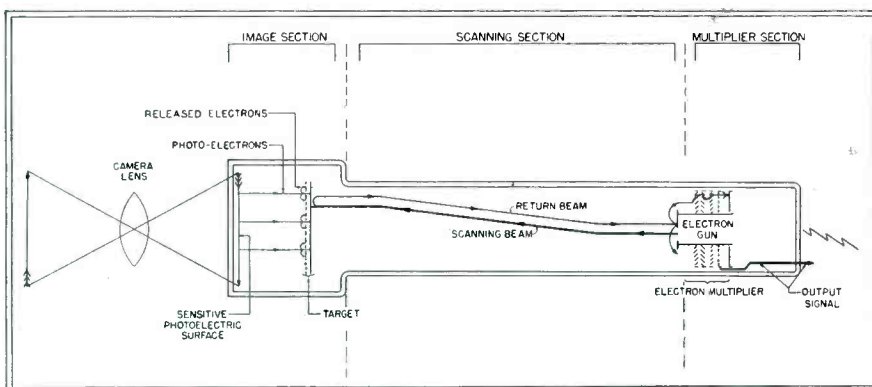 IMAGE SECTION
SCANNING SECTION
MULTIPLIER SECTION
RELEASED ELECTRONS
PHOTO-ELECTRONS
CAMERA
LENS
RETURN BEAM
SCANNING BEAM
ELECTRON
GUN
SENSITIVE
PHOTOELECTRIC
SURFACE
TARGET
ELECTRON MULTIPLIER
OUTPUT
SIGNAL